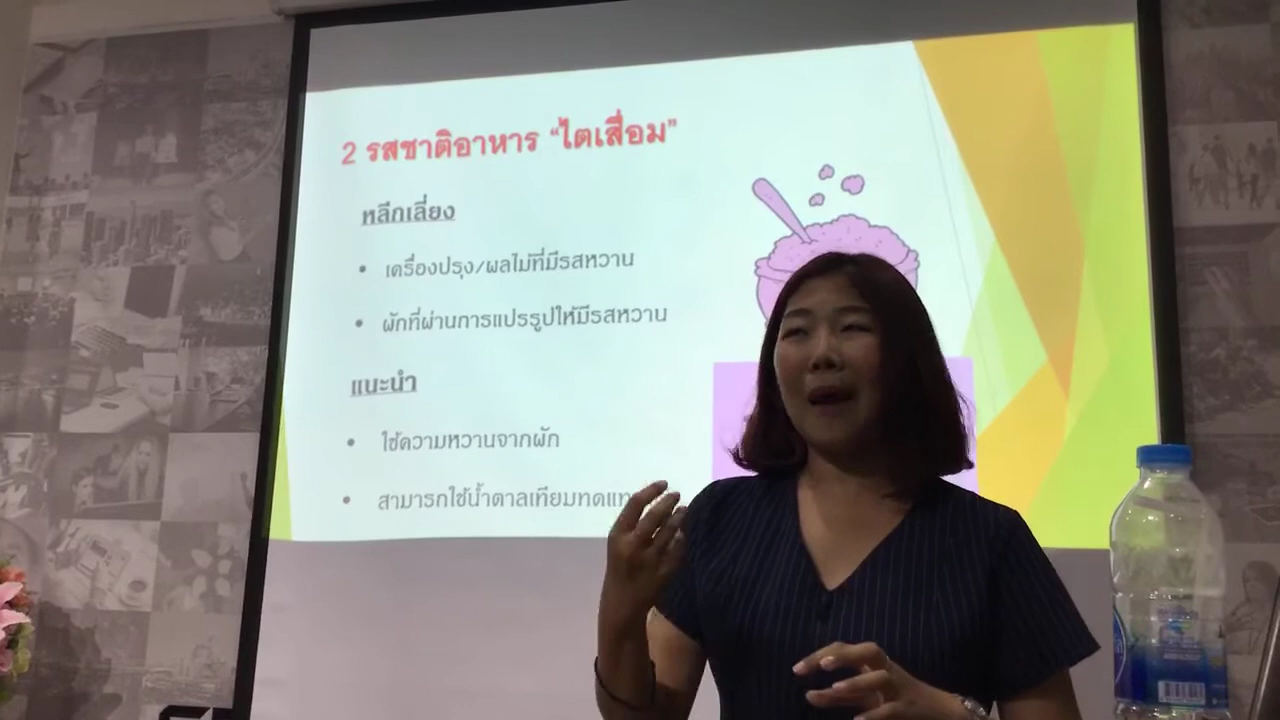 2 รสชาติอาหาร “ไตเสื่อม”
หลีกเลี่ยง
• เครื่องปรุง/ผลไม้ที่มีรสหวาน
• ผักที่ผ่านการแปรรูปให้มีรสหวาน
แนะนำ
• ใช้ความหวานจากผัก
• สามารถใช้น้ำตาลเทียมทดแท